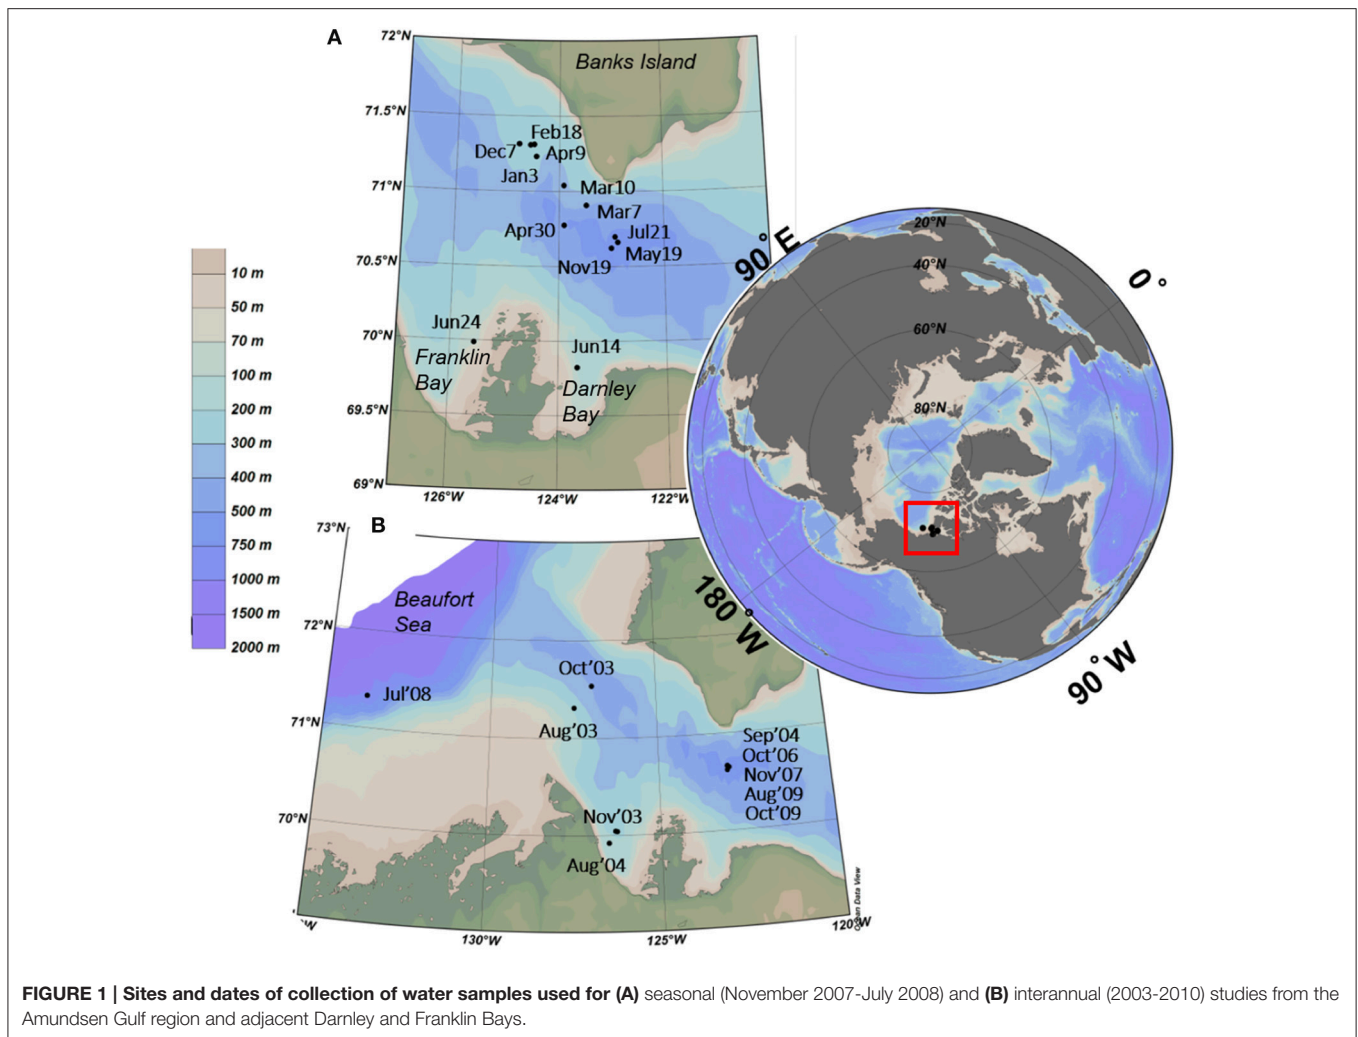 A
72°N
Banks Island
71.5°N
Feb18
Dec7
Apr9
Jan3
71°N
Mar10
Mar7
Apr30
Jul21
May19
Nov19
70.5°N
Jun24
70°N
Jun14
Franklin
Bay
Darnley
Bay
69.5°N
69°N
126°W
124°W
122°W
10 m
50 m
70 m
100 m
200 m
300 m
400 m
500 m
750 m
1000 m
1500 m
2000 m
90°E
0°
20°N
40°N
60°N
80°N
180°W
90°W
B
73°N
Beaufort
Sea
72°N
Oct'03
Jul'08
71°N
Aug'03
Sep'04
Oct'06
Nov'07
Aug'09
Oct'09
70°N
Nov'03
Aug'04
°W
130°W
125°W
120°W
Data View
FIGURE 1 | Sites and dates of collection of water samples used for (A) seasonal (November 2007-July 2008) and (B) interannual (2003-2010) studies from the
Amundsen Gulf region and adjacent Darnley and Franklin Bays.